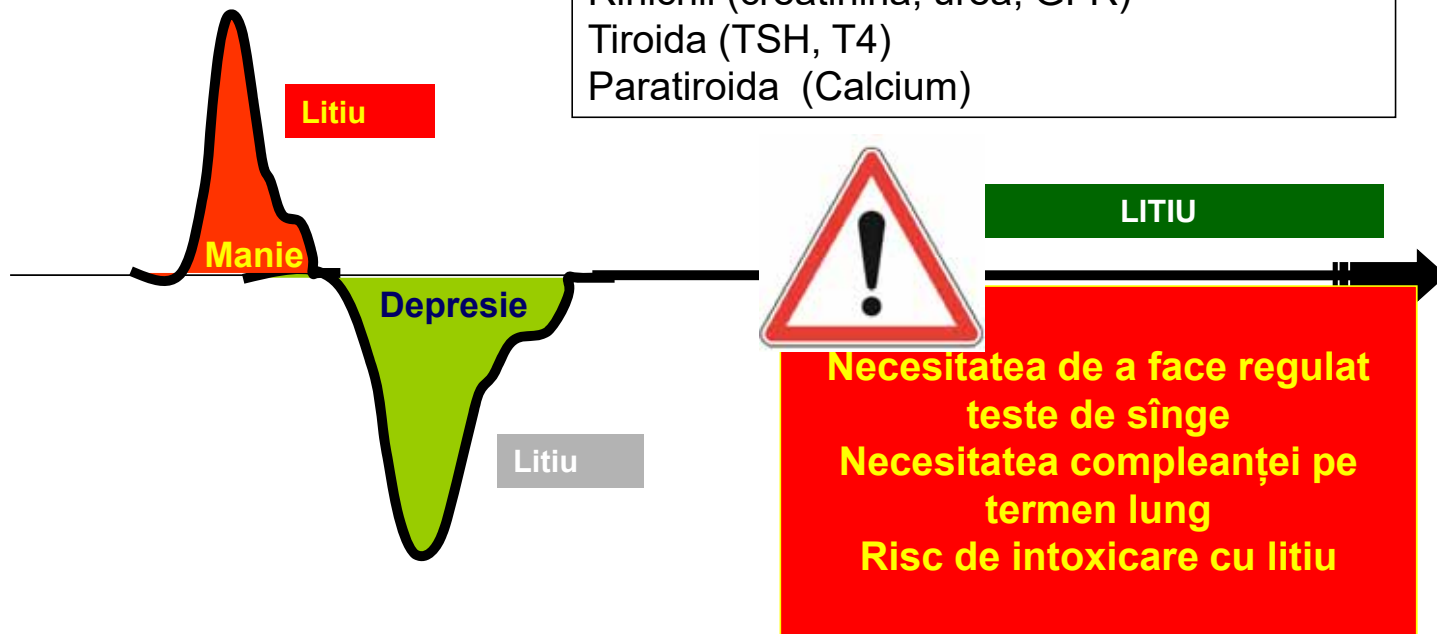 Tiroida (TSH, T4)
Paratiroida (Calcium)
Litiu
LITIU
Manie
Depresie
Litiu
Necesitatea de a face regulat
teste de sînge
Necesitatea compleanței pe
termen lung
Risc de intoxicare cu litiu